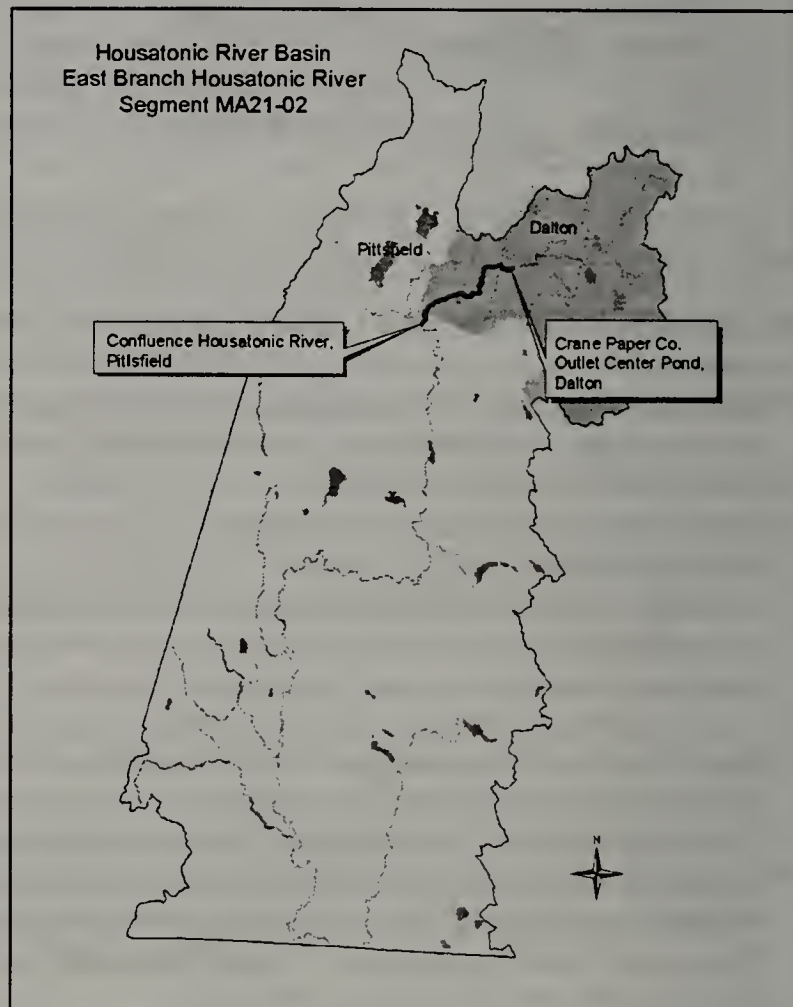 Housatonic River Basin
East Branch Housatonic River
Segment MA21-02
Dalton
Pittsfield
Confluence Housatonic River,
Pittsfield
Crane Paper Co.
Outlet Center Pond,
Dalton
N